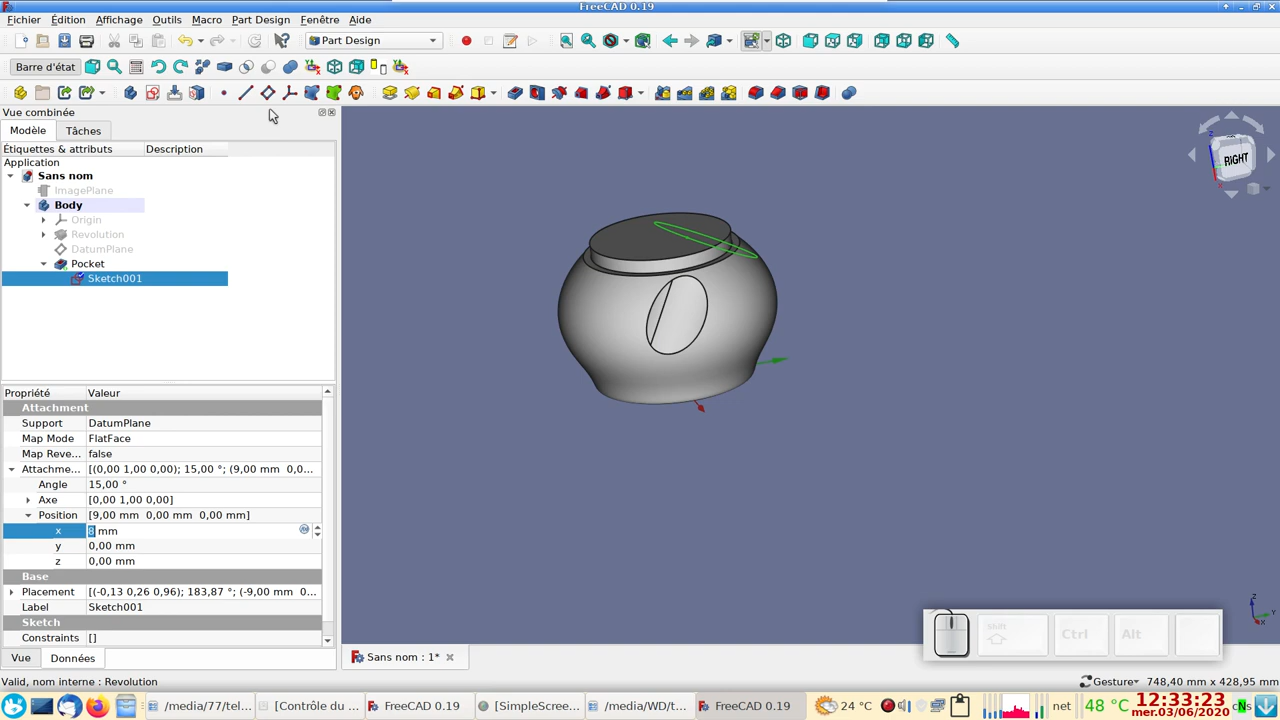 FreeCAD 0.19
Fichier Édition Affichage Outils Macro Part Design Fenêtre Aide
Part Design
Barre d'état
Vue combinée
Modèle Tâches
Étiquettes & attributs Description
Application
Sans nom
ImagePlane
Body
Origin
Revolution
DatumPlane
Pocket
Sketch001
RIGHT
Propriété Valeur
Attachment
Support DatumPlane
Map Mode FlatFace
Map Reve... false
Attachme... [(0,00 1,00 0,00); 15,00 °; (9,00 mm 0,0...
Angle 15,00 °
Axe [0,00 1,00 0,00]
Position [9,00 mm 0,00 mm 0,00 mm]
x 8 mm
y 0,00 mm
z 0,00 mm
Base
Placement [(-0,13 0,26 0,96); 183,87 °; (-9,00 mm 0...
Label Sketch001
Sketch
Constraints []
Vue Données
Sans nom : 1*
Shift Ctrl Alt
Valid, nom interne : Revolution
Gesture 748,40 mm x 428,95 mm
/media/77/tel... [Contrôle du ... FreeCAD 0.19 [SimpleScree... /media/WD/t... FreeCAD 0.19
24 °C
net
48 °C
12:33:23
mer.03/06/2020